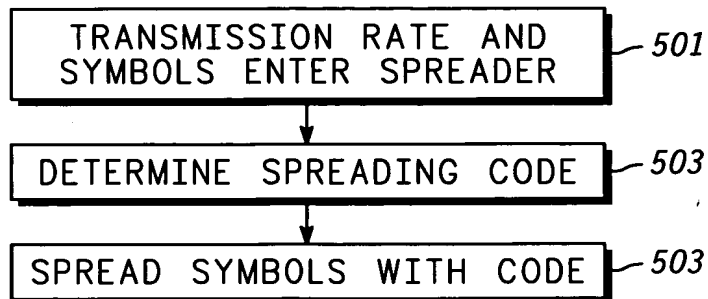 TRANSMISSION RATE AND
SYMBOLS ENTER SPREADER
501
DETERMINE SPREADING CODE
503
SPREAD SYMBOLS WITH CODE
503